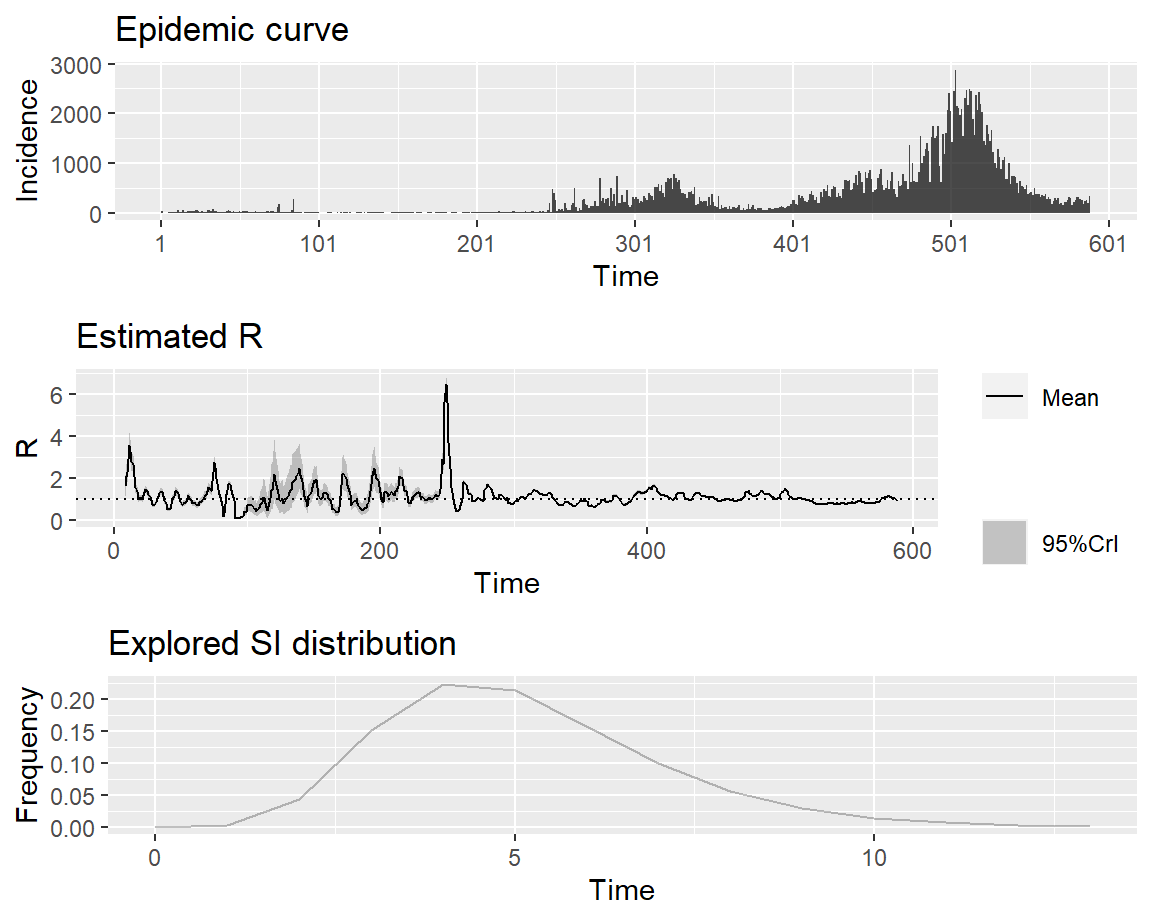 Epidemic curve
Incidence
3000
2000
1000
0
1 101 201 301 401 501 601
Time
Estimated R
R
6
4
2
0
0 200 400 600
Time
Mean
95%CrI
Explored SI distribution
Frequency
0.20
0.15
0.10
0.05
0.00
0 5 10
Time